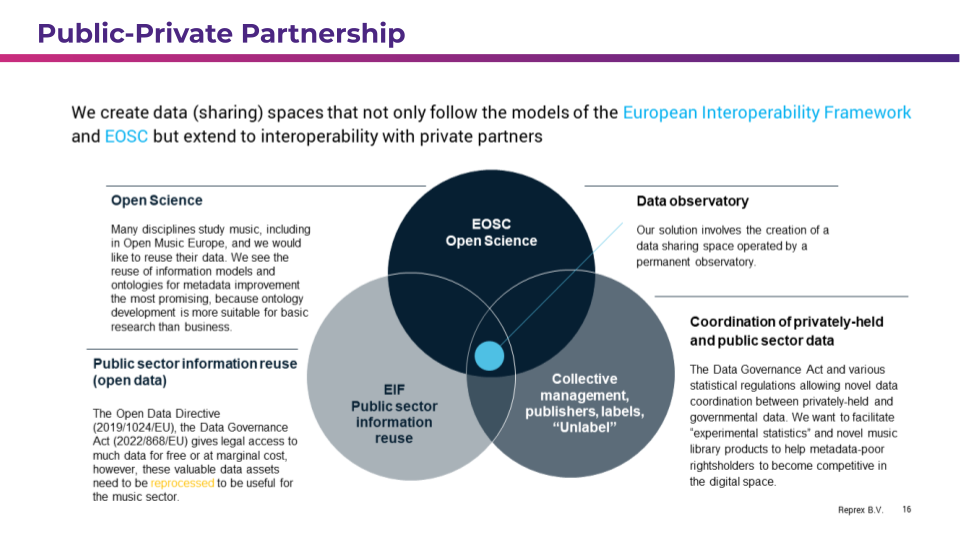 Public-Private Partnership
We create data (sharing) spaces that not only follow the models of the European Interoperability Framework
and EOSC but extend to interoperability with private partners
Open Science
Many disciplines study music, including
in Open Music Europe, and we would
like to reuse their data. We see the
reuse of information models and
ontologies for metadata improvement
the most promising, because ontology
development is more suitable for basic
research than business.
Public sector information reuse
(open data)
The Open Data Directive
(2019/1024/EU), the Data Governance
Act (2022/868/EU) gives legal access to
much data for free or at marginal cost,
however, these valuable data assets
need to be reprocessed to be useful for
the music sector.
EOSC
Open Science
EIF
Public sector
information
reuse
Collective
management,
publishers, labels,
“Unlabel”
Data observatory
Our solution involves the creation of a
data sharing space operated by a
permanent observatory.
Coordination of privately-held
and public sector data
The Data Governance Act and various
statistical regulations allowing novel data
coordination between privately-held and
governmental data. We want to facilitate
“experimental statistics” and novel music
library products to help metadata-poor
rightsholders to become competitive in
the digital space.
Reprex B.V. 16